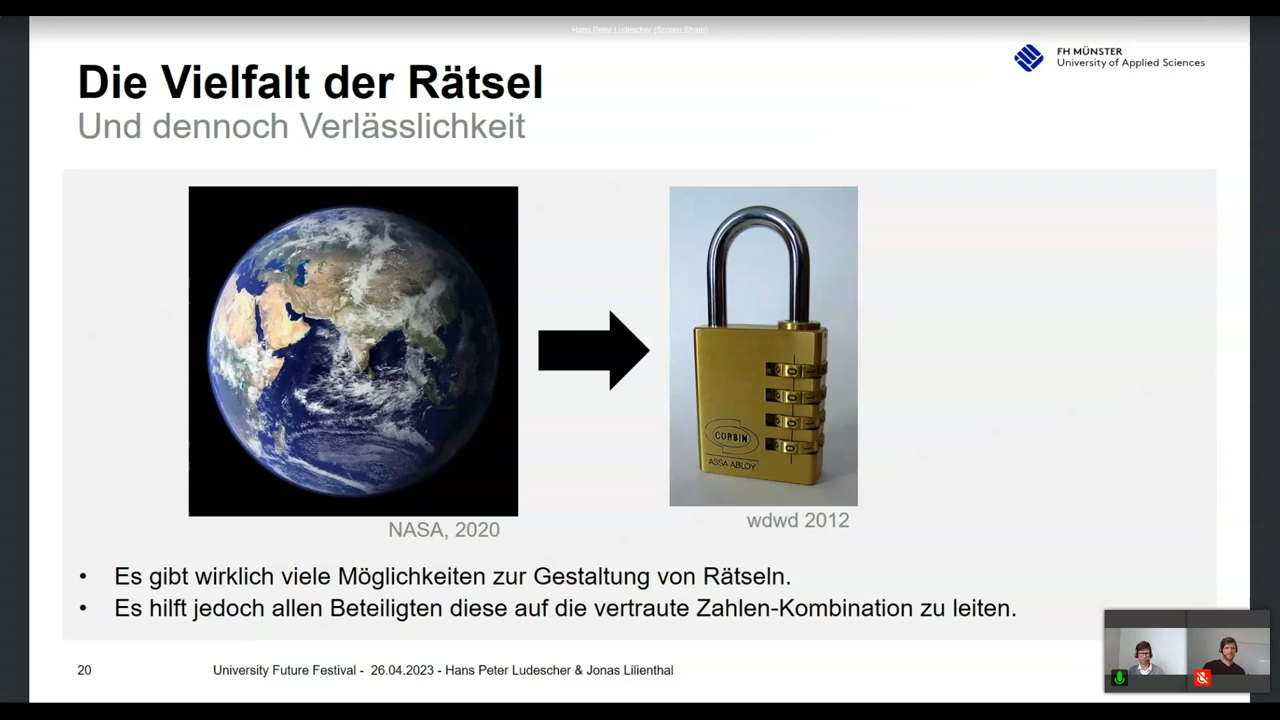 Hans Peter Ludescher (Screen Share)
Die Vielfalt der Rätsel
Und dennoch Verlässlichkeit
FH MÜNSTER
University of Applied Sciences
CORBIN
ASSA ABLOY
NASA, 2020
wdwd 2012
• Es gibt wirklich viele Möglichkeiten zur Gestaltung von Rätseln.
• Es hilft jedoch allen Beteiligten diese auf die vertraute Zahlen-Kombination zu leiten.
20
University Future Festival - 26.04.2023 - Hans Peter Ludescher & Jonas Lilienthal